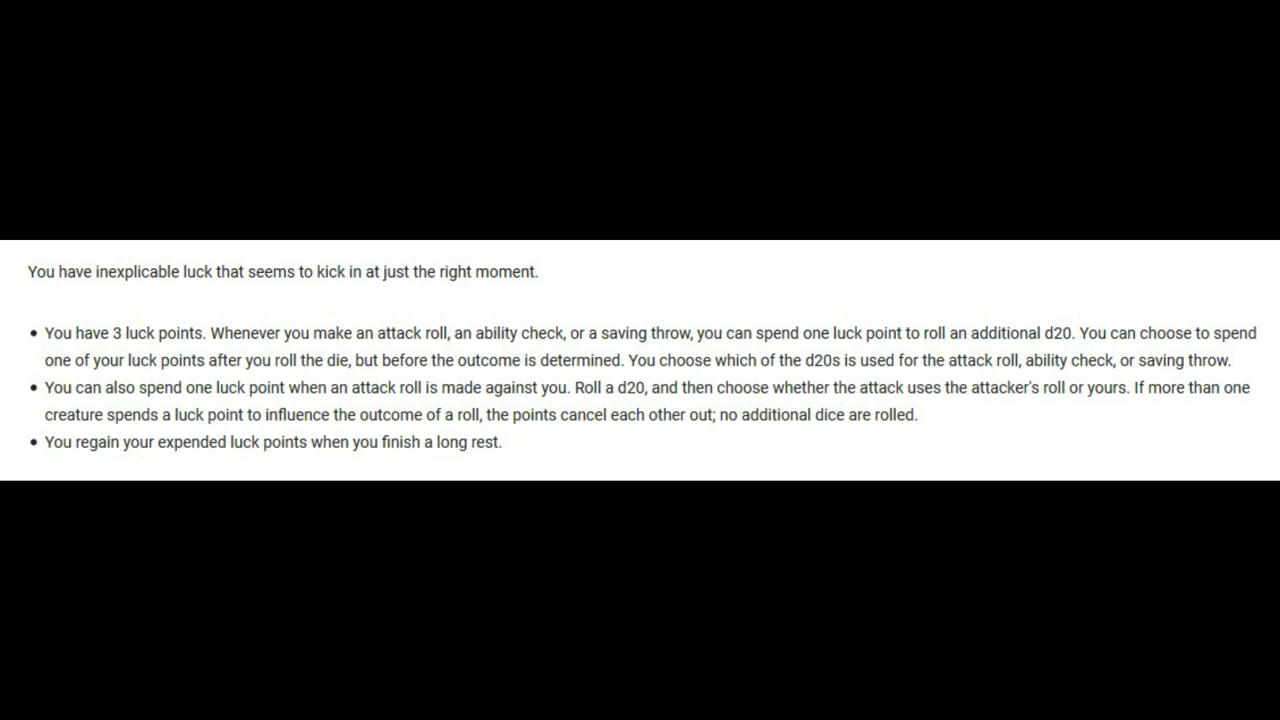 You have inexplicable luck that seems to kick in at just the right moment.
• You have 3 luck points. Whenever you make an attack roll, an ability check, or a saving throw, you can spend one luck point to roll an additional d20. You can choose to spend
one of your luck points after you roll the die, but before the outcome is determined. You choose which of the d20s is used for the attack roll, ability check, or saving throw.
• You can also spend one luck point when an attack roll is made against you. Roll a d20, and then choose whether the attack uses the attacker's roll or yours. If more than one
creature spends a luck point to influence the outcome of a roll, the points cancel each other out; no additional dice are rolled.
• You regain your expended luck points when you finish a long rest.